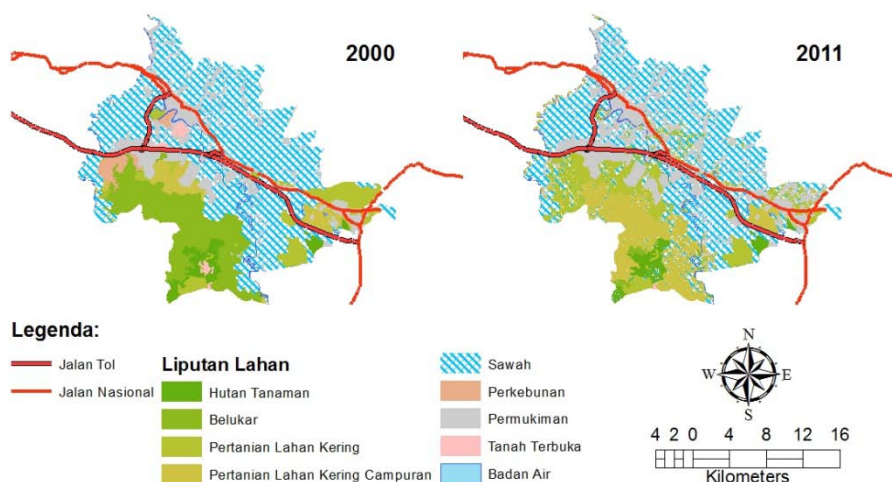 2000
2011
Legenda:
Jalan Tol
Jalan Nasional
Liputan Lahan
Hutan Tanaman
Belukar
Pertanian Lahan Kering
Pertanian Lahan Kering Campuran
Sawah
Perkebunan
Permukiman
Tanah Terbuka
Badan Air
N
W E
S
4 2 0 4 8 12 16
Kilometers